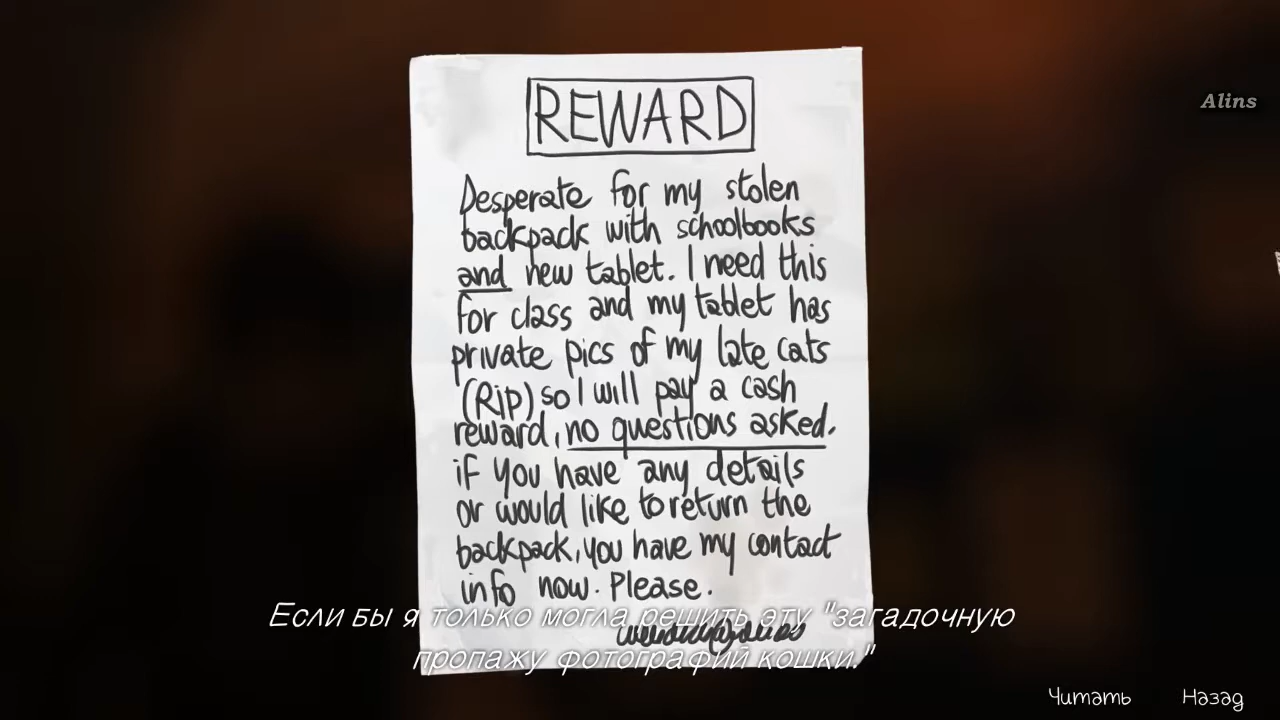 REWARD
Alins
Desperate for my stolen
backpack with schoolbooks
and new tablet. I need this
for class and my tablet has
private pics of my late cats
(Rip) so I will pay a cash
reward, no questions asked.
if you have any details
or would like to return the
backpack, you have my contact
info now. Please.
Если бы я только могла решить эту "загадочную
пропажу фотографий кошки."
Читать Назад